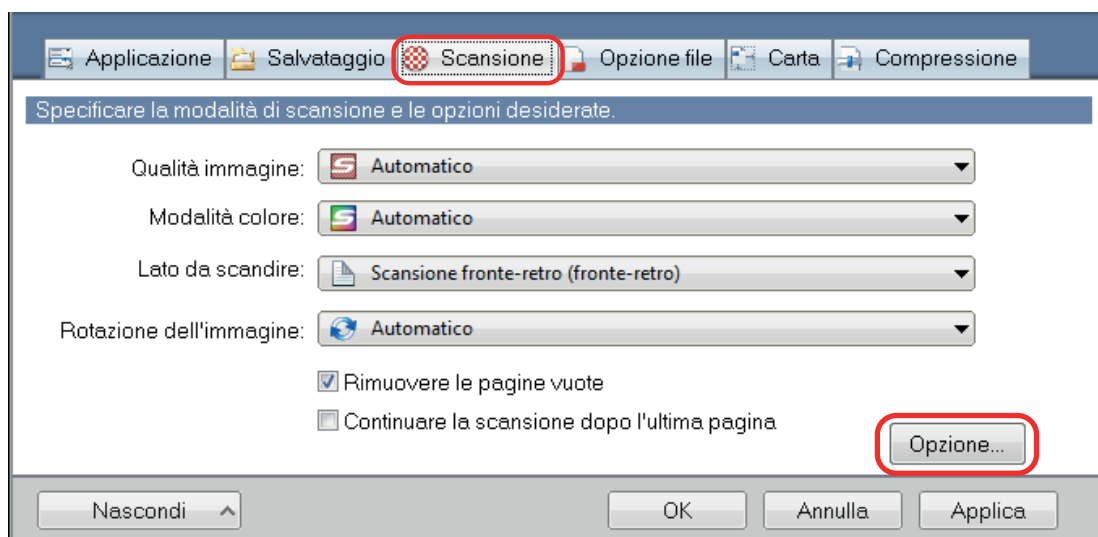 Applicazione Salvataggio Scansione Opzione file Carta Compressione
Specificare la modalità di scansione e le opzioni desiderate.
Qualità immagine: Automatico
Modalità colore: Automatico
Lato da scandire: Scansione fronte-retro (fronte-retro)
Rotazione dell'immagine: Automatico
Rimuovere le pagine vuote
Continuare la scansione dopo l'ultima pagina
Opzione...
Nascondi OK Annulla Applica